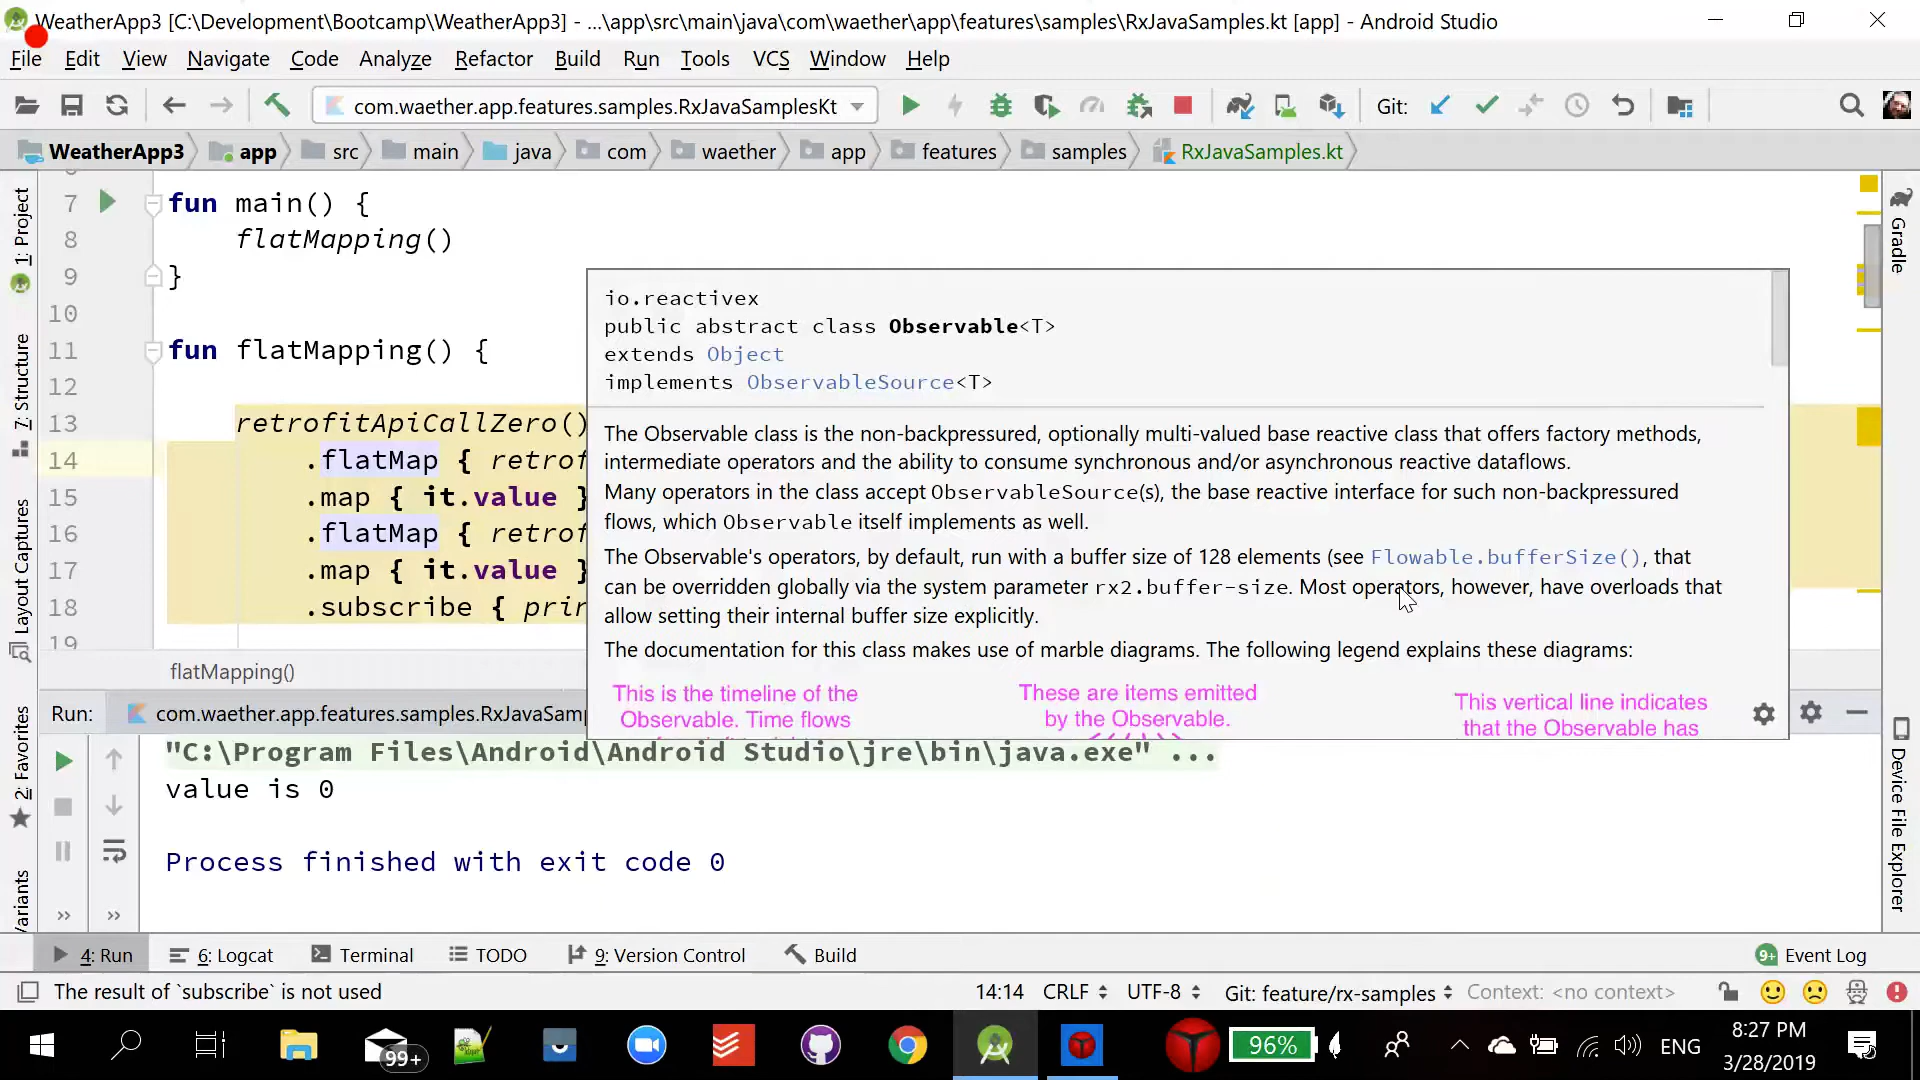 WeatherApp3 [C:\Development\Bootcamp\WeatherApp3] - ...\app\src\main\java\com\waether\app\features\samples\RxJavaSamples.kt [app] - Android Studio
File Edit View Navigate Code Analyze Refactor Build Run Tools VCS Window Help
com.waether.app.features.samples.RxJavaSamplesKt Git:
WeatherApp3 app src main java com waether app features samples RxJavaSamples.kt
1: Project
7: Structure
Layout Captures
2: Favorites
Gradle
Device File Explorer
7 fun main() {
8 flatMapping()
9 }
10
11 fun flatMapping() {
12
13 retrofitApiCallZero()
14 .flatMap { retrof
15 .map { it.value }
16 .flatMap { retrof
17 .map { it.value }
18 .subscribe { prin
19
flatMapping()
io.reactivex
public abstract class Observable<T>
extends Object
implements ObservableSource<T>
The Observable class is the non-backpressured, optionally multi-valued base reactive class that offers factory methods,
intermediate operators and the ability to consume synchronous and/or asynchronous reactive dataflows.
Many operators in the class accept ObservableSource(s), the base reactive interface for such non-backpressured
flows, which Observable itself implements as well.
The Observable's operators, by default, run with a buffer size of 128 elements (see Flowable.bufferSize(), that
can be overridden globally via the system parameter rx2.buffer-size. Most operators, however, have overloads that
allow setting their internal buffer size explicitly.
The documentation for this class makes use of marble diagrams. The following legend explains these diagrams:
This is the timeline of the
Observable. Time flows
These are items emitted
by the Observable.
This vertical line indicates
that the Observable has
Run: com.waether.app.features.samples.RxJavaSam
"C:\Program Files\Android\Android Studio\jre\bin\java.exe" ...
value is 0
Process finished with exit code 0
4: Run 6: Logcat Terminal TODO 9: Version Control Build 9+ Event Log
The result of `subscribe` is not used 14:14 CRLF UTF-8 Git: feature/rx-samples Context: <no context>
99+ 96% ENG 8:27 PM
3/28/2019